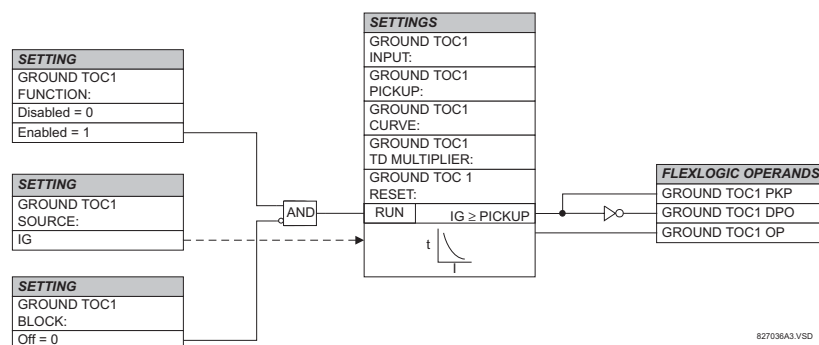 SETTING
GROUND TOC1
FUNCTION:
Disabled = 0
Enabled = 1
SETTING
GROUND TOC1
SOURCE:
IG
SETTING
GROUND TOC1
BLOCK:
Off = 0
AND
SETTINGS
GROUND TOC1
INPUT:
GROUND TOC1
PICKUP:
GROUND TOC1
CURVE:
GROUND TOC1
TD MULTIPLIER:
GROUND TOC 1
RESET:
RUN
IG ≥ PICKUP
t
I
FLEXLOGIC OPERANDS
GROUND TOC1 PKP
GROUND TOC1 DPO
GROUND TOC1 OP
827036A3.VSD